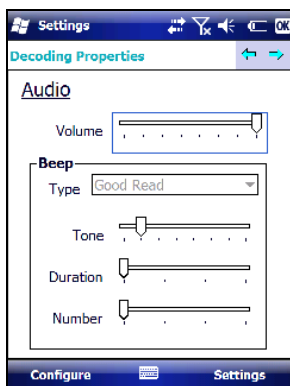 Settings OK
Decoding Properties
Audio
Volume
Beep
Type Good Read
Tone
Duration
Number
Configure Settings